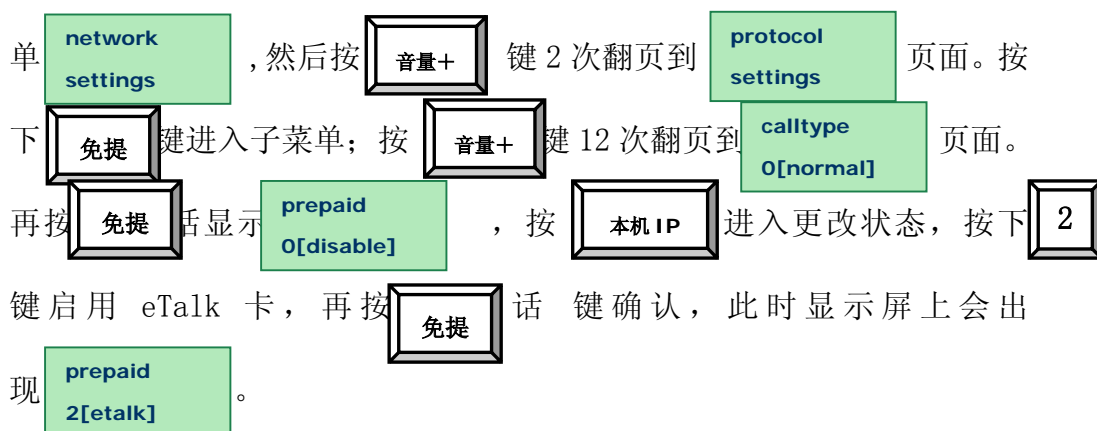 单 network settings ,然后按 音量+ 键 2 次翻页到 protocol settings 页面。按
下 免提 键进入子菜单；按 音量+ 键 12 次翻页到 calltype 0[normal] 页面。
再按 免提 话显示 prepaid 0[disable] ，按 本机 IP 进入更改状态，按下 2
键启用 eTalk 卡，再按 免提 话 键确认，此时显示屏上会出
现 prepaid 2[etalk] 。